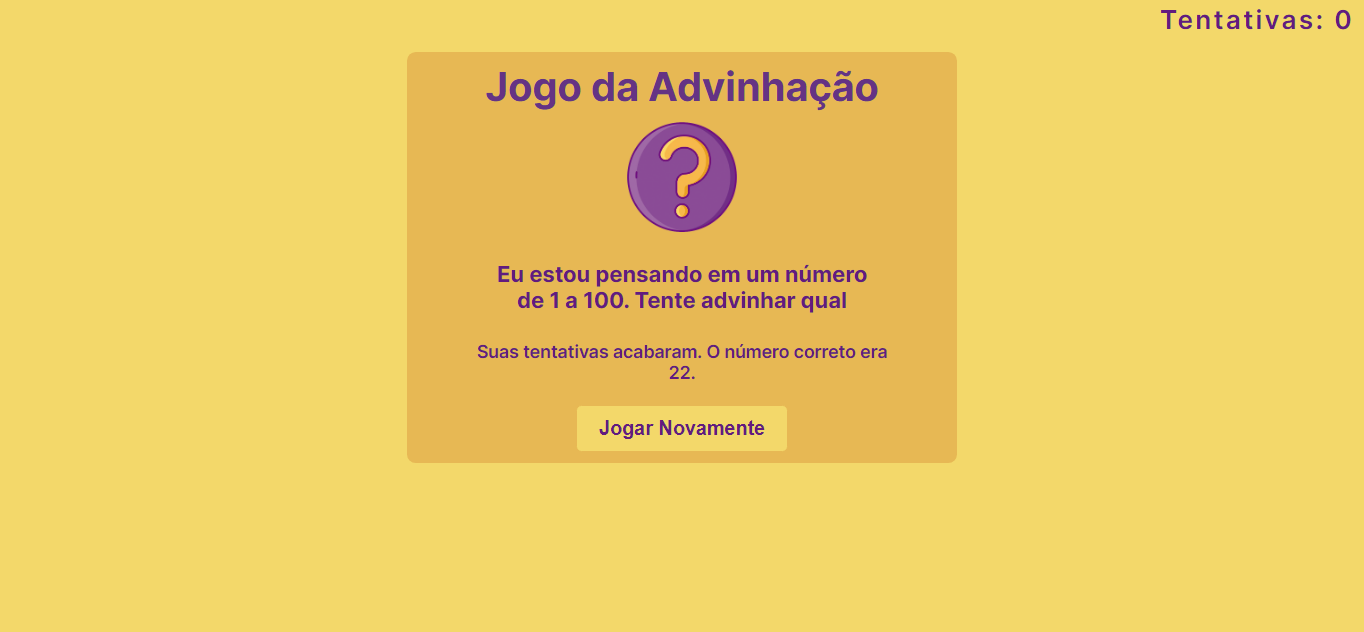 Tentativas: 0
Jogo da Advinhação
?
Eu estou pensando em um número
de 1 a 100. Tente advinhar qual
Suas tentativas acabaram. O número correto era
22.
Jogar Novamente